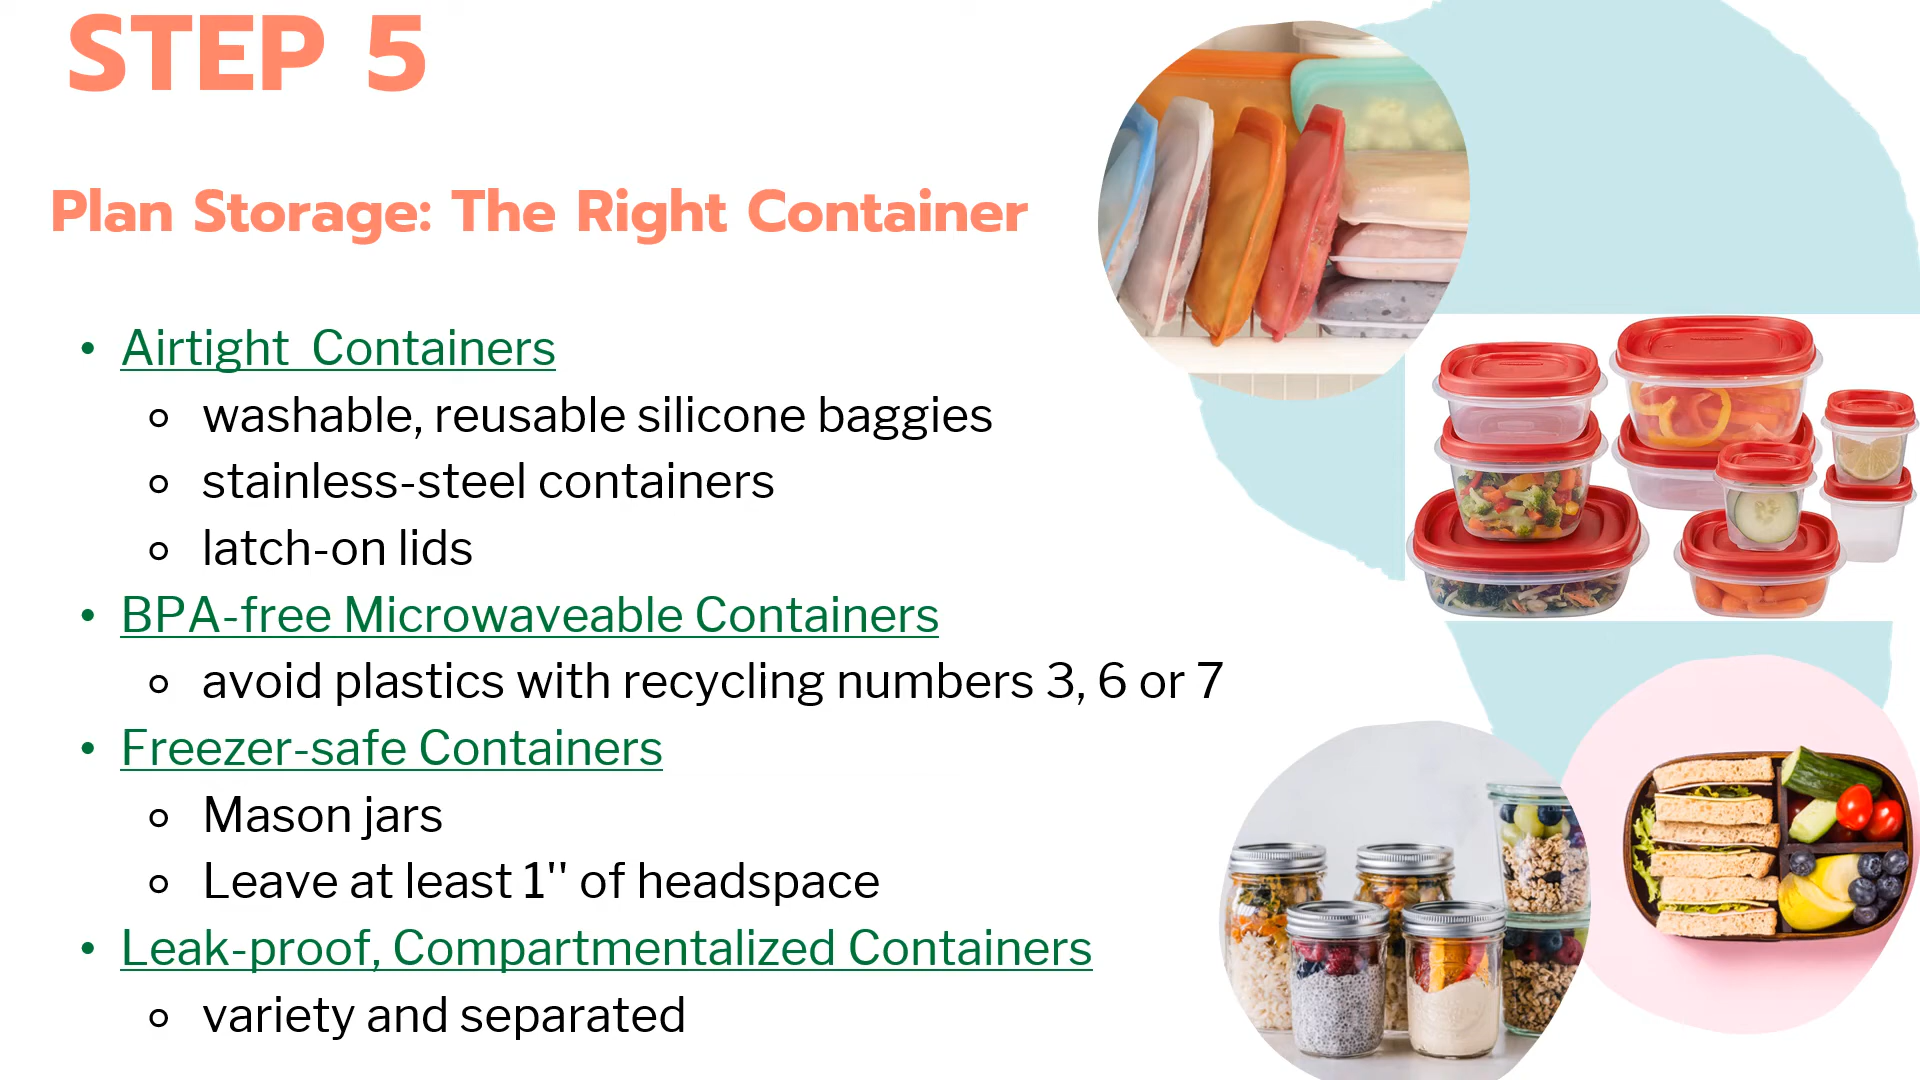 STEP 5
Plan Storage: The Right Container
• Airtight  Containers
○ washable, reusable silicone baggies
○ stainless-steel containers
○ latch-on lids
• BPA-free Microwaveable Containers
○ avoid plastics with recycling numbers 3, 6 or 7
• Freezer-safe Containers
○ Mason jars
○ Leave at least 1'' of headspace
• Leak-proof, Compartmentalized Containers
○ variety and separated